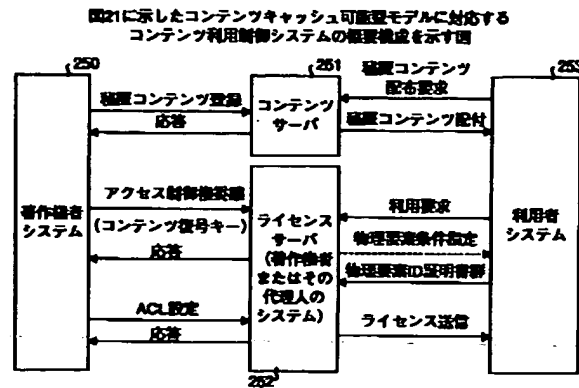 図21に示したコンテンツキャッシュ可能型モデルに対応する
コンテンツ利用制御システムの概要構成を示す図
250
251
253
著作権者
システム
秘匿コンテンツ登録
応答
コンテンツ
サーバ
秘匿コンテンツ
配布要求
秘匿コンテンツ配付
利用者
システム
アクセス制御権委譲
(コンテンツ復号キー)
応答
ACL設定
応答
ライセンス
サーバ
(著作権者
またはその
代理人の
システム)
利用要求
物理要素条件設定
物理要素ID証明書群
ライセンス送信
252